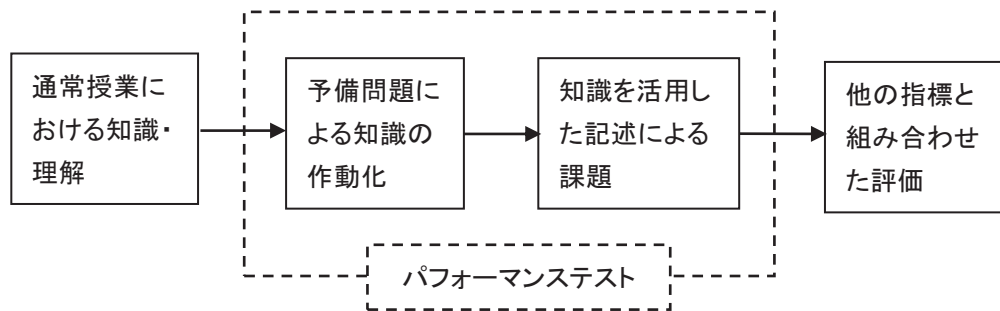 通常授業に
おける知識・
理解
予備問題に
よる知識の
作動化
知識を活用し
た記述による
課題
他の指標と
組み合わせ
た評価
パフォーマンステスト